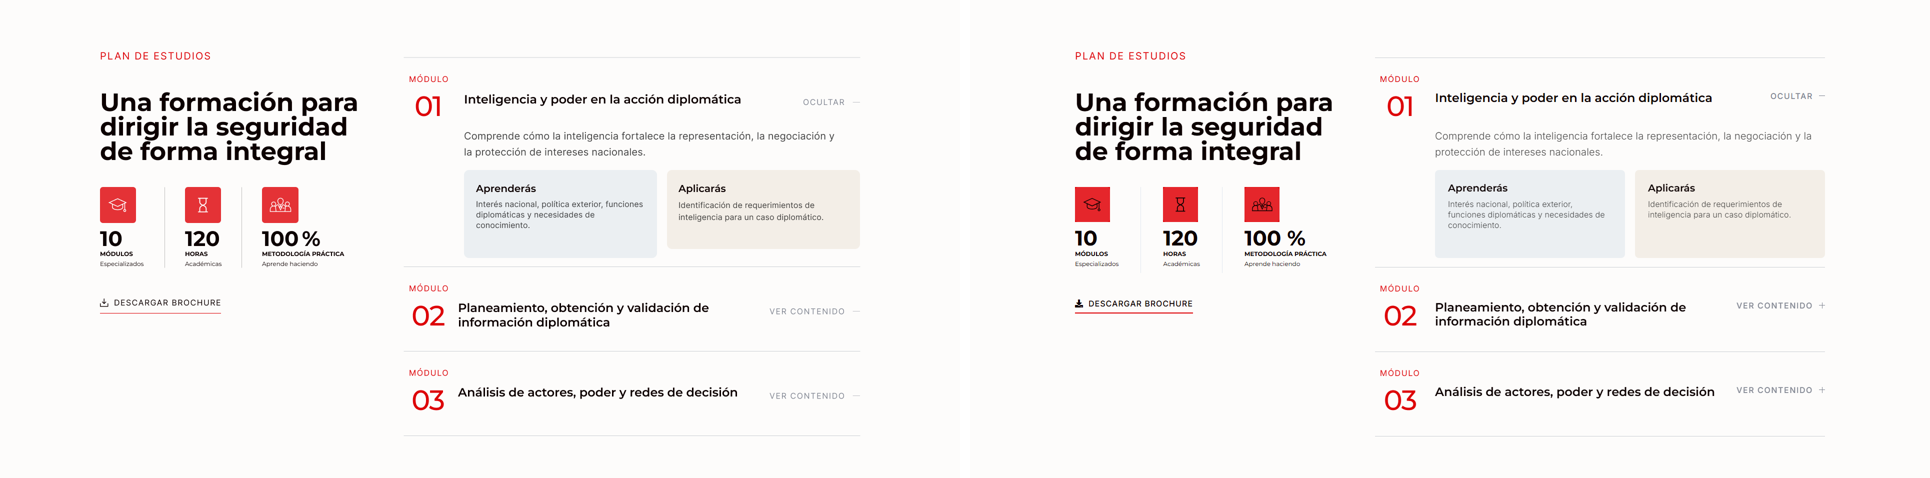 PLAN DE ESTUDIOS
Una formación para
dirigir la seguridad
de forma integral
10
MÓDULOS
Especializados
120
HORAS
Académicas
100 %
METODOLOGÍA PRÁCTICA
Aprende haciendo
DESCARGAR BROCHURE
MÓDULO
01
Inteligencia y poder en la acción diplomática
OCULTAR —
Comprende cómo la inteligencia fortalece la representación, la negociación y
la protección de intereses nacionales.
Aprenderás
Interés nacional, política exterior, funciones
diplomáticas y necesidades de
conocimiento.
Aplicarás
Identificación de requerimientos de
inteligencia para un caso diplomático.
MÓDULO
02
Planeamiento, obtención y validación de
información diplomática
VER CONTENIDO —
MÓDULO
03
Análisis de actores, poder y redes de decisión
VER CONTENIDO —
PLAN DE ESTUDIOS
Una formación para
dirigir la seguridad
de forma integral
10
MÓDULOS
Especializados
120
HORAS
Académicas
100 %
METODOLOGÍA PRÁCTICA
Aprende haciendo
DESCARGAR BROCHURE
MÓDULO
01
Inteligencia y poder en la acción diplomática
OCULTAR —
Comprende cómo la inteligencia fortalece la representación, la negociación y la
protección de intereses nacionales.
Aprenderás
Interés nacional, política exterior,
funciones diplomáticas y necesidades de
conocimiento.
Aplicarás
Identificación de requerimientos de
inteligencia para un caso diplomático.
MÓDULO
02
Planeamiento, obtención y validación de
información diplomática
VER CONTENIDO +
MÓDULO
03
Análisis de actores, poder y redes de decisión
VER CONTENIDO +